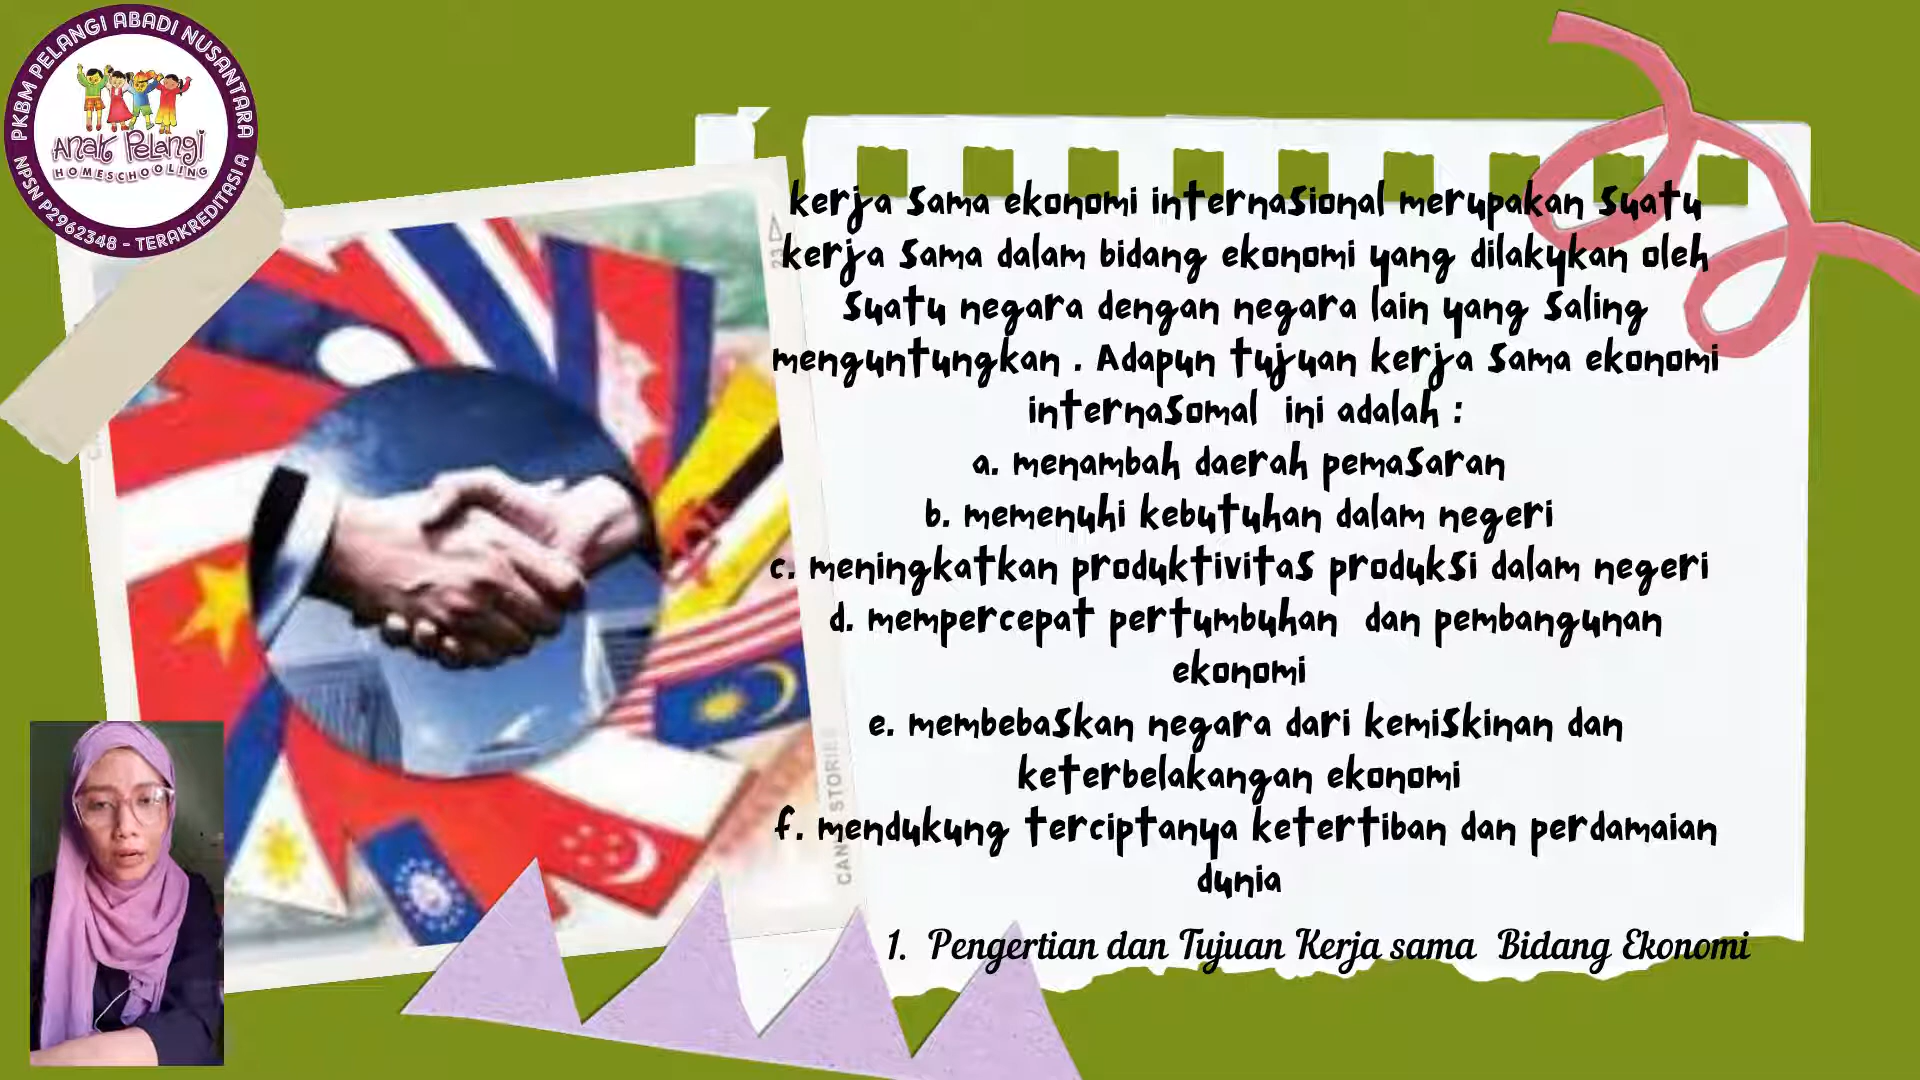 PKBM PELANGI ABADI NUSANTARA
Anak Pelangi
HOMESCHOOLING
NPSN P2962348 - TERAKREDITASI A
kerja sama ekonomi internasional merupakan suatu
kerja sama dalam bidang ekonomi yang dilakukan oleh
suatu negara dengan negara lain yang saling
menguntungkan . Adapun tujuan kerja sama ekonomi
internasomal ini adalah :
a. menambah daerah pemasaran
b. memenuhi kebutuhan dalam negeri
c. meningkatkan produktivitas produksi dalam negeri
d. mempercepat pertumbuhan dan pembangunan
ekonomi
e. membebaskan negara dari kemiskinan dan
keterbelakangan ekonomi
f. mendukung terciptanya ketertiban dan perdamaian
dunia
1. Pengertian dan Tujuan Kerja sama Bidang Ekonomi
23
STORIES